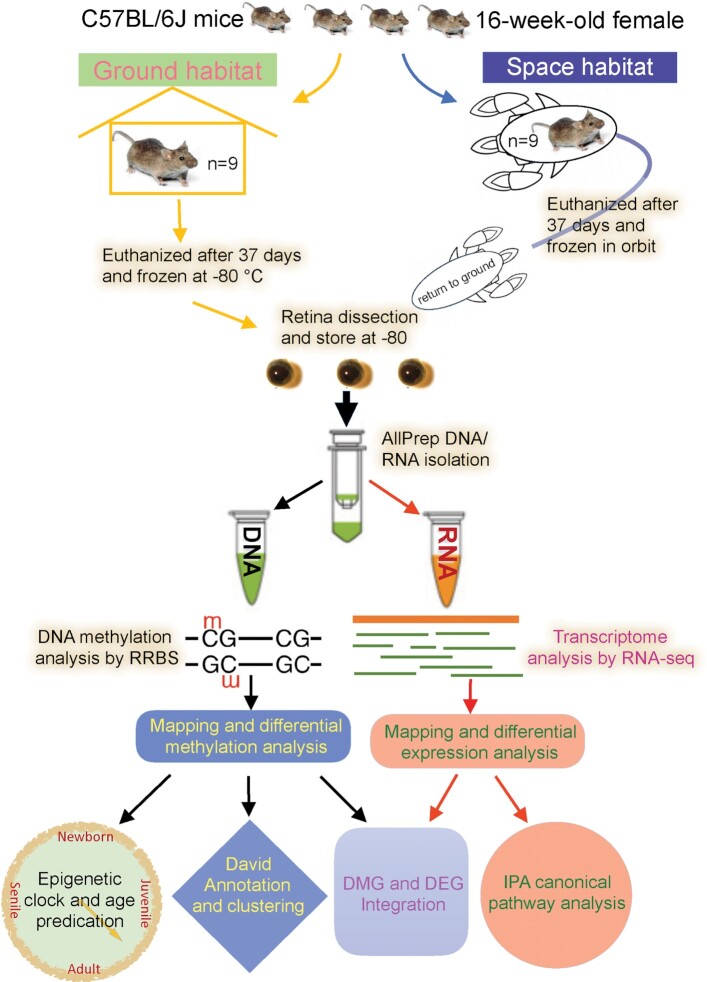 C57BL/6J mice
16-week-old female
Ground habitat
Space habitat
n=9
n=9
Euthanized after
37 days and
frozen in orbit
Euthanized after 37 days
and frozen at -80 °C
return to ground
Retina dissection
and store at -80
AllPrep DNA/
RNA isolation
DNA
RNA
m
CG CG
GC GC
m
DNA methylation
analysis by RRBS
Transcriptome
analysis by RNA-seq
Mapping and differential
methylation analysis
Mapping and differential
expression analysis
Newborn
Senile
Juvenile
Adult
Epigenetic
clock and age
predication
David
Annotation
and clustering
DMG and DEG
Integration
IPA canonical
pathway analysis